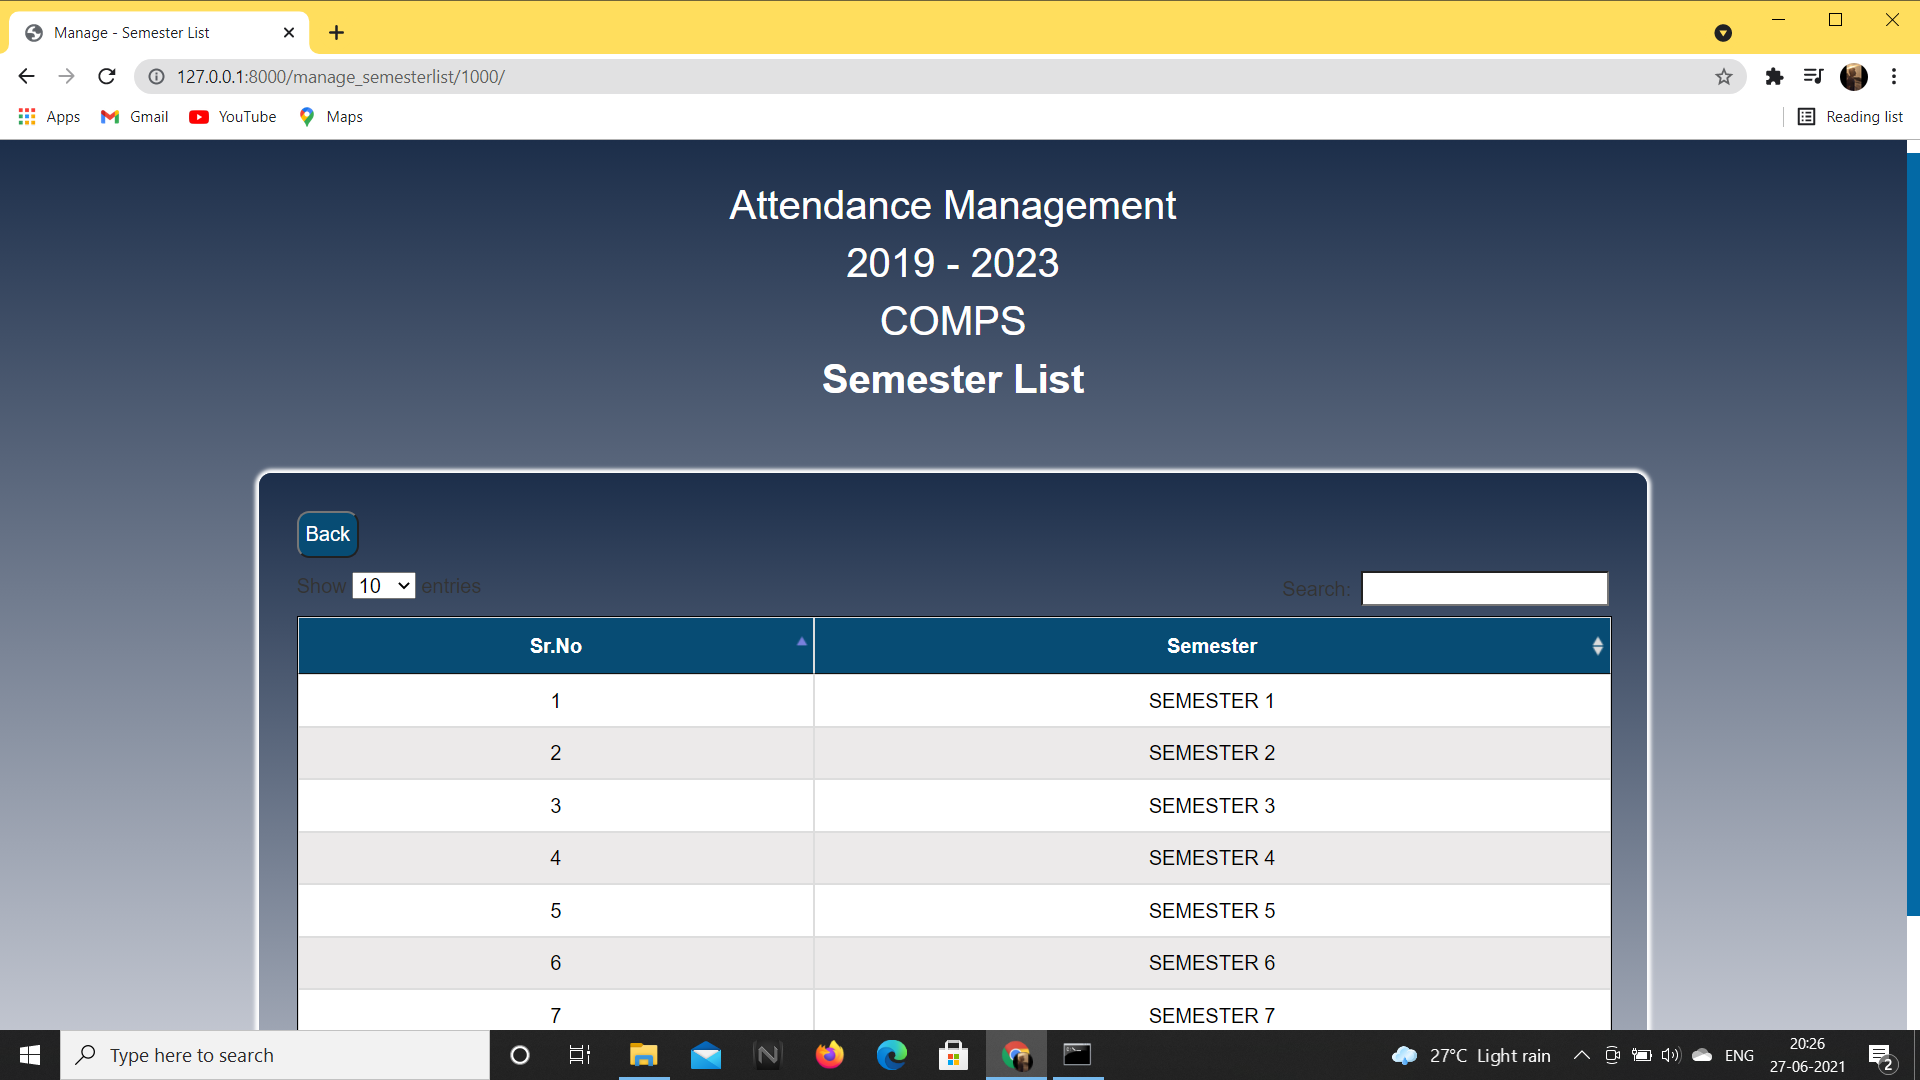 Manage - Semester List
127.0.0.1:8000/manage_semesterlist/1000/
Apps Gmail YouTube Maps Reading list
Attendance Management
2019 - 2023
COMPS
Semester List
Back
Show 10 entries Search:
Sr.No Semester
1 SEMESTER 1
2 SEMESTER 2
3 SEMESTER 3
4 SEMESTER 4
5 SEMESTER 5
6 SEMESTER 6
7 SEMESTER 7
Type here to search
27°C Light rain
ENG
20:26
27-06-2021
2